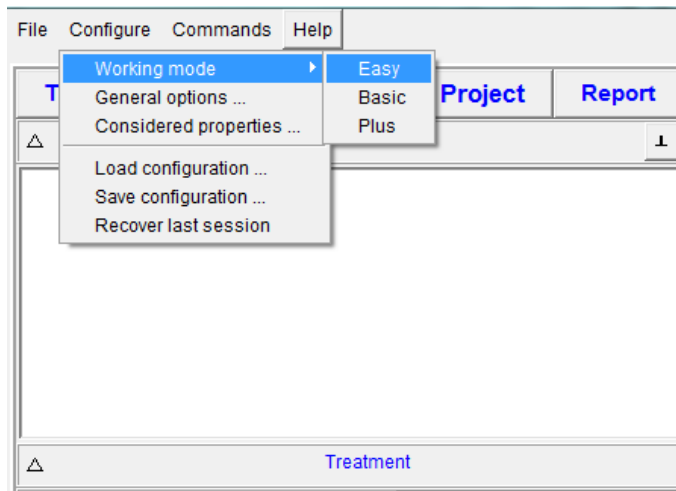 File Configure Commands Help
Working mode Easy
T Project Report
General options ... Basic
Considered properties ... Plus
Load configuration ...
Save configuration ...
Recover last session
Treatment